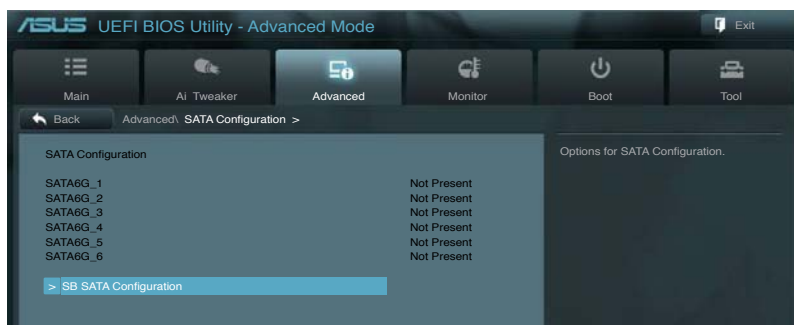 ASUS UEFI BIOS Utility - Advanced Mode Exit
Main Ai Tweaker Advanced Monitor Boot Tool
Back Advanced\ SATA Configuration >
SATA Configuration
Options for SATA Configuration.
SATA6G_1 Not Present
SATA6G_2 Not Present
SATA6G_3 Not Present
SATA6G_4 Not Present
SATA6G_5 Not Present
SATA6G_6 Not Present
> SB SATA Configuration